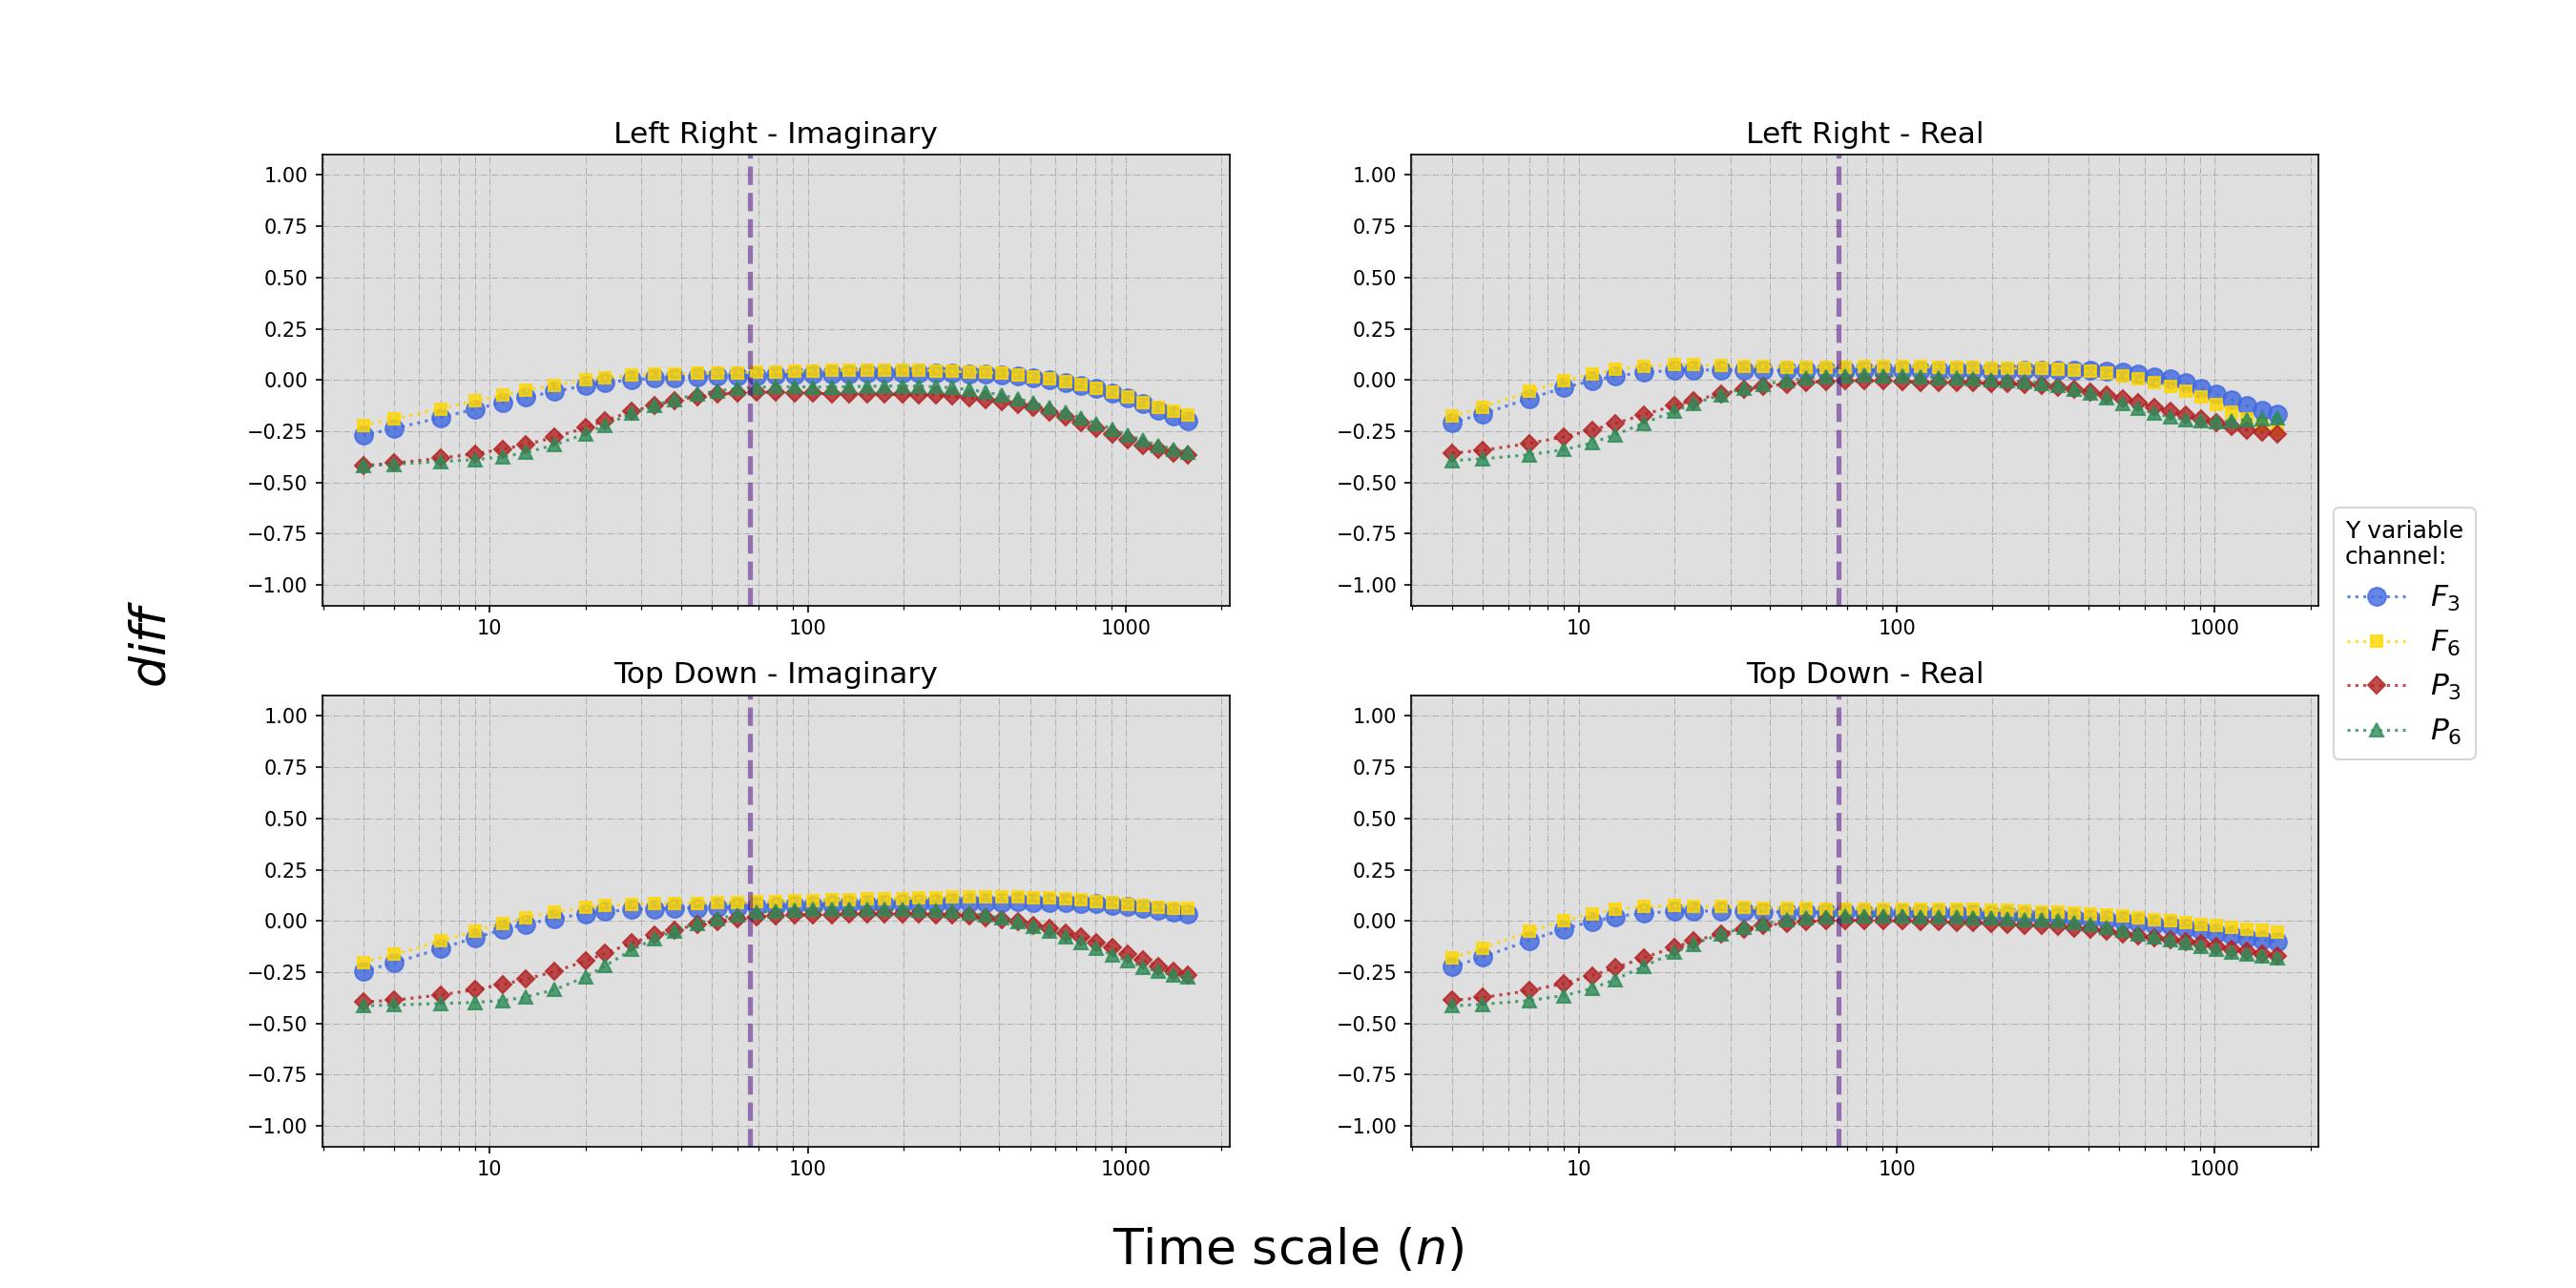 Left Right - Imaginary
1.00
0.75
0.50
0.25
0.00
−0.25
−0.50
−0.75
−1.00
10 100 1000
Left Right - Real
1.00
0.75
0.50
0.25
0.00
−0.25
−0.50
−0.75
−1.00
10 100 1000
Top Down - Imaginary
1.00
0.75
0.50
0.25
0.00
−0.25
−0.50
−0.75
−1.00
10 100 1000
Top Down - Real
1.00
0.75
0.50
0.25
0.00
−0.25
−0.50
−0.75
−1.00
10 100 1000
diff
Time scale (n)
Y variable
channel:
F3
F6
P3
P6